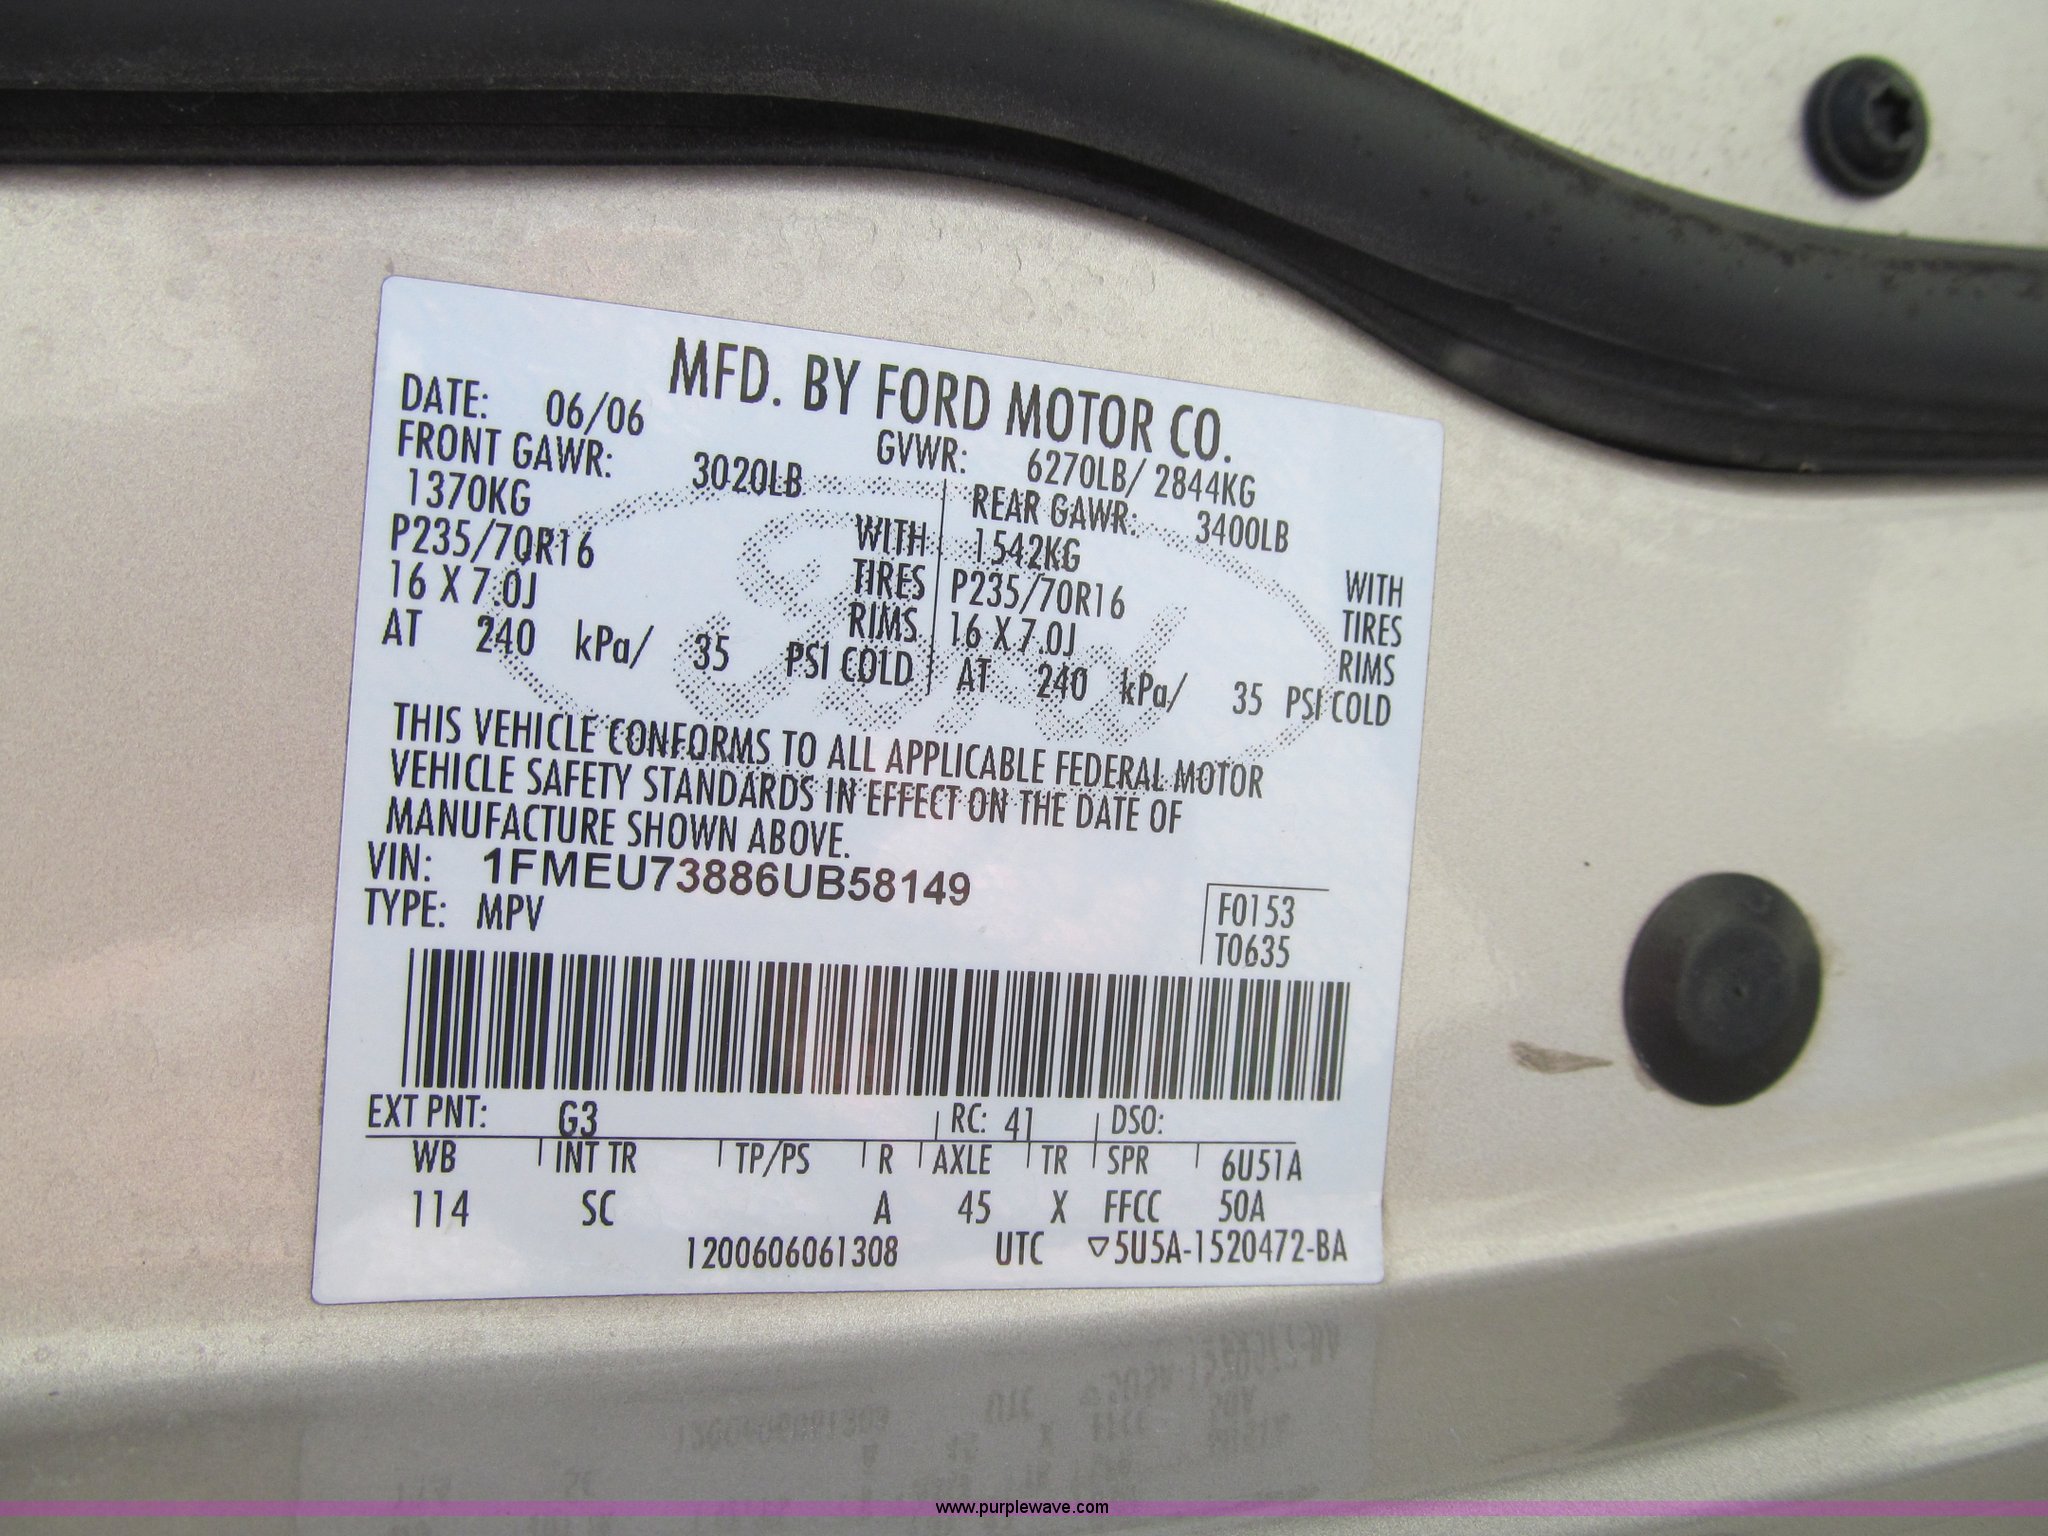 MFD. BY FORD MOTOR CO.
DATE: 06/06 GVWR: 6270LB/ 2844KG
FRONT GAWR: 3020LB REAR GAWR: 3400LB
1370KG WITH 1542KG WITH
P235/70R16 TIRES P235/70R16 TIRES
16 X 7.0J RIMS 16 X 7.0J RIMS
AT 240 kPa/ 35 PSI COLD AT 240 kPa/ 35 PSI COLD
THIS VEHICLE CONFORMS TO ALL APPLICABLE FEDERAL MOTOR
VEHICLE SAFETY STANDARDS IN EFFECT ON THE DATE OF
MANUFACTURE SHOWN ABOVE.
VIN: 1FMEU73886UB58149
TYPE: MPV
F0153
T0635
EXT PNT: G3 RC: 41 DSO:
WB INT TR TP/PS R AXLE TR SPR 6U51A
114 SC A 45 X FFCC 50A
1200606061308 UTC ▽5U5A-1520472-BA
www.purplewave.com